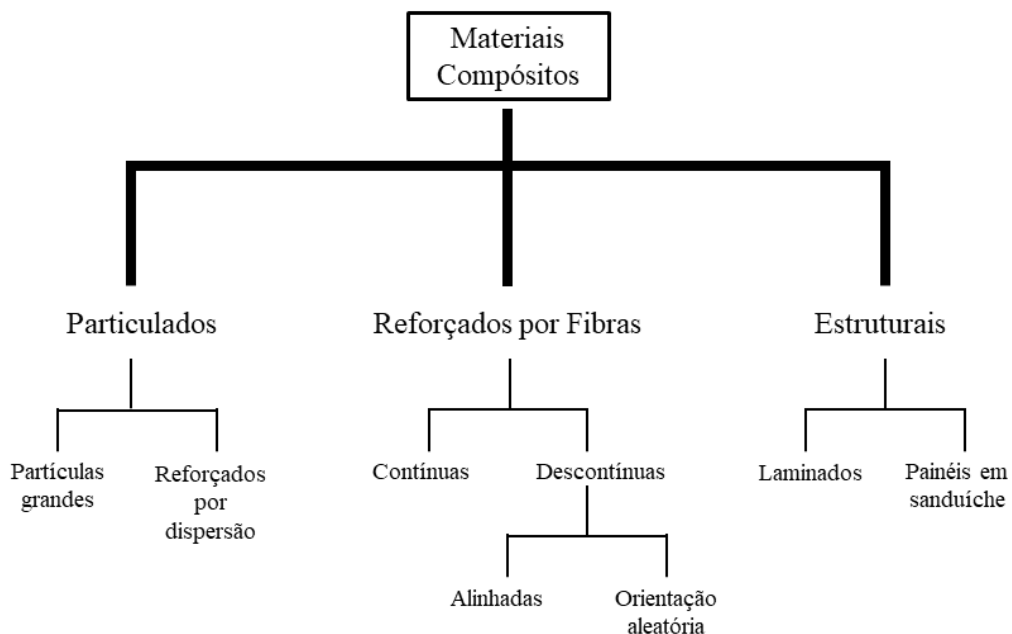 Materiais
Compósitos
Particulados
Reforçados por Fibras
Estruturais
Partículas
grandes
Reforçados
por
dispersão
Contínuas
Descontínuas
Laminados
Painéis em
sanduíche
Alinhadas
Orientação
aleatória